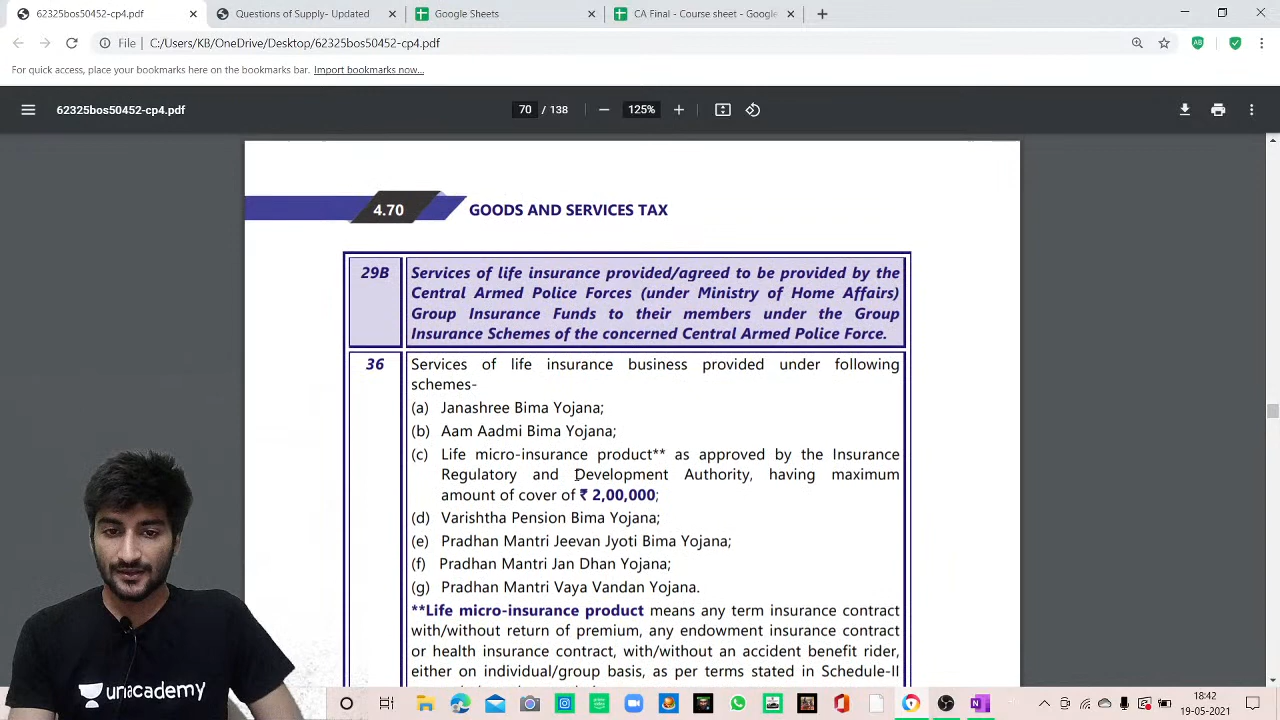 62325bos50452-cp4.pdf
Questions of Supply- Updated
Google Sheets
CA Final - Course sheet - Google
File C:/Users/KB/OneDrive/Desktop/62325bos50452-cp4.pdf
For quick access, place your bookmarks here on the bookmarks bar. Import bookmarks now...
62325bos50452-cp4.pdf
70 / 138
125%
4.70 GOODS AND SERVICES TAX
29B Services of life insurance provided/agreed to be provided by the
Central Armed Police Forces (under Ministry of Home Affairs)
Group Insurance Funds to their members under the Group
Insurance Schemes of the concerned Central Armed Police Force.
36 Services of life insurance business provided under following
schemes-
(a) Janashree Bima Yojana;
(b) Aam Aadmi Bima Yojana;
(c) Life micro-insurance product** as approved by the Insurance
Regulatory and Development Authority, having maximum
amount of cover of ₹ 2,00,000;
(d) Varishtha Pension Bima Yojana;
(e) Pradhan Mantri Jeevan Jyoti Bima Yojana;
(f) Pradhan Mantri Jan Dhan Yojana;
(g) Pradhan Mantri Vaya Vandan Yojana.
**Life micro-insurance product means any term insurance contract
with/without return of premium, any endowment insurance contract
or health insurance contract, with/without an accident benefit rider,
either on individual/group basis, as per terms stated in Schedule-II
unacademy
18:42
19-05-2021